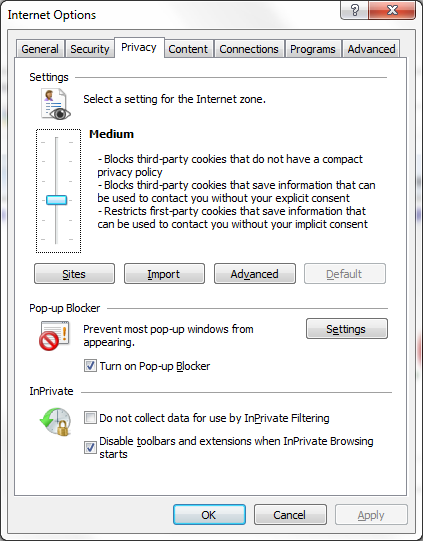 Internet Options
General Security Privacy Content Connections Programs Advanced
Settings
Select a setting for the Internet zone.
Medium
- Blocks third-party cookies that do not have a compact
privacy policy
- Blocks third-party cookies that save information that can
be used to contact you without your explicit consent
- Restricts first-party cookies that save information that
can be used to contact you without your implicit consent
Sites Import Advanced Default
Pop-up Blocker
Prevent most pop-up windows from
appearing.
Settings
Turn on Pop-up Blocker
InPrivate
Do not collect data for use by InPrivate Filtering
Disable toolbars and extensions when InPrivate Browsing
starts
OK Cancel Apply